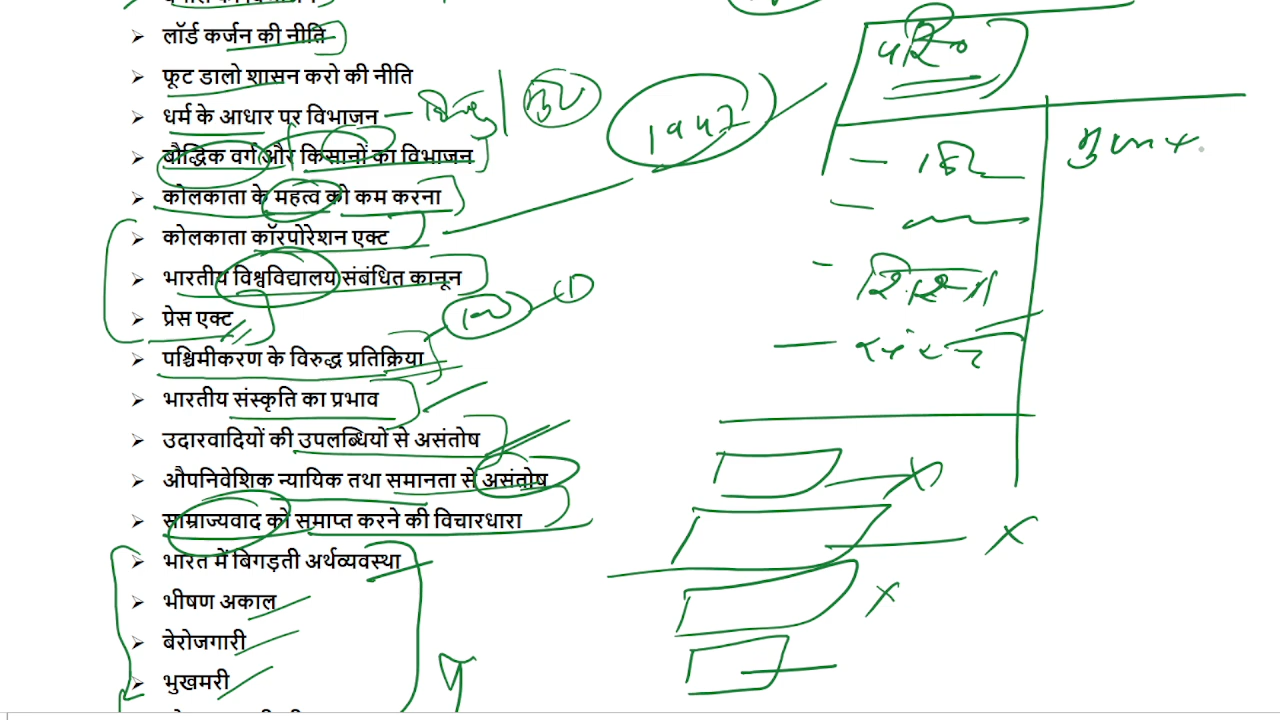 लॉर्ड कर्जन की नीति
फूट डालो शासन करो की नीति
धर्म के आधार पर विभाजन
बौद्धिक वर्ग और किसानों का विभाजन
कोलकाता के महत्व को कम करना
कोलकाता कॉरपोरेशन एक्ट
भारतीय विश्वविद्यालय संबंधित कानून
प्रेस एक्ट
पश्चिमीकरण के विरुद्ध प्रतिक्रिया
भारतीय संस्कृति का प्रभाव
उदारवादियों की उपलब्धियों से असंतोष
औपनिवेशिक न्यायिक तथा समानता से असंतोष
साम्राज्यवाद को समाप्त करने की विचारधारा
भारत में बिगड़ती अर्थव्यवस्था
भीषण अकाल
बेरोजगारी
भुखमरी
1947